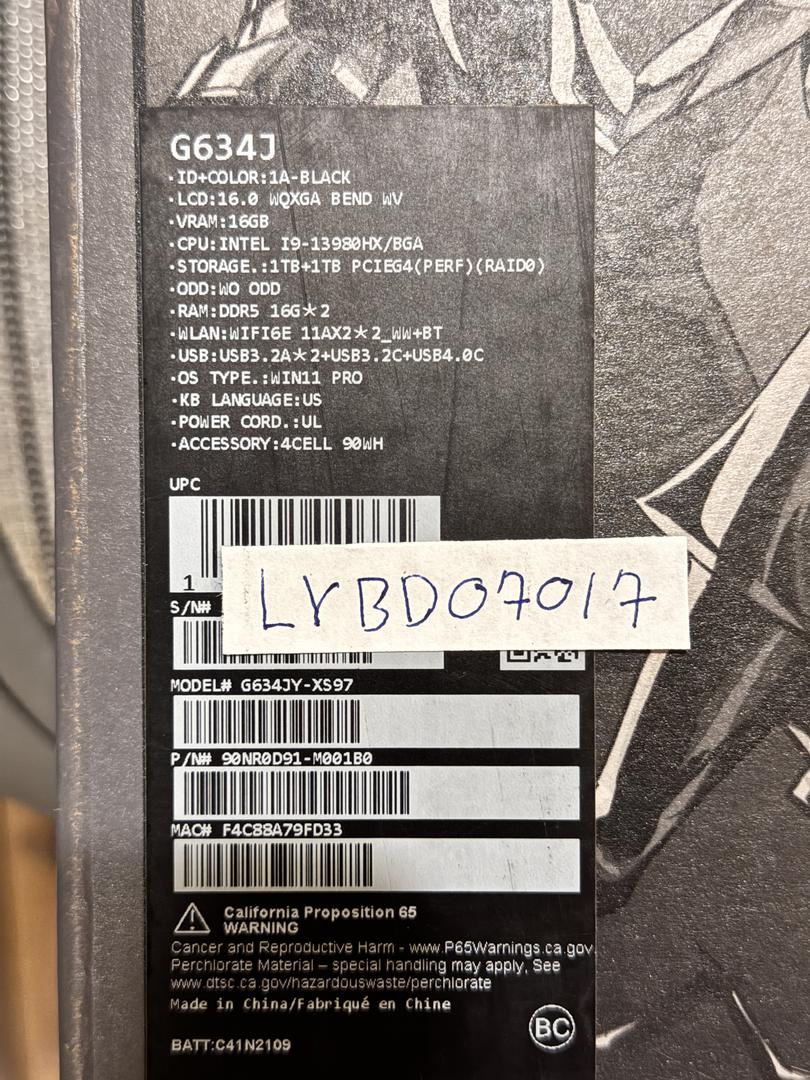 G634J
·ID+COLOR:1A-BLACK
·LCD:16.0 WQXGA BEND WV
·VRAM:16GB
·CPU:INTEL I9-13980HX/BGA
·STORAGE.:1TB+1TB PCIEG4(PERF)(RAID0)
·ODD:WO ODD
·RAM:DDR5 16G★2
·WLAN:WIFI6E 11AX2★2_WW+BT
·USB:USB3.2A★2+USB3.2C+USB4.0C
·OS TYPE.:WIN11 PRO
·KB LANGUAGE:US
·POWER CORD.:UL
·ACCESSORY:4CELL 90WH
UPC
1
LYBD07017
S/N#
MODEL# G634JY-XS97
P/N# 90NR0D91-M001B0
MAC# F4C88A79FD33
California Proposition 65
WARNING
Cancer and Reproductive Harm - www.P65Warnings.ca.gov.
Perchlorate Material – special handling may apply, See
www.dtsc.ca.gov/hazardouswaste/perchlorate
Made in China/Fabriqué en Chine
BC
BATT:C41N2109